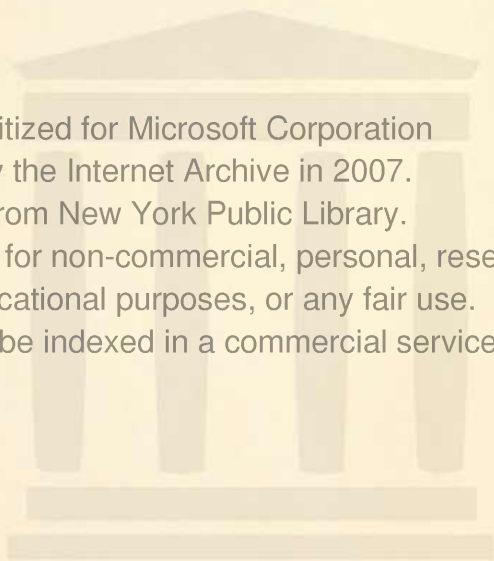 itized for Microsoft Corporation
the Internet Archive in 2007.
rom New York Public Library.
for non-commercial, personal, rese
cational purposes, or any fair use.
be indexed in a commercial service